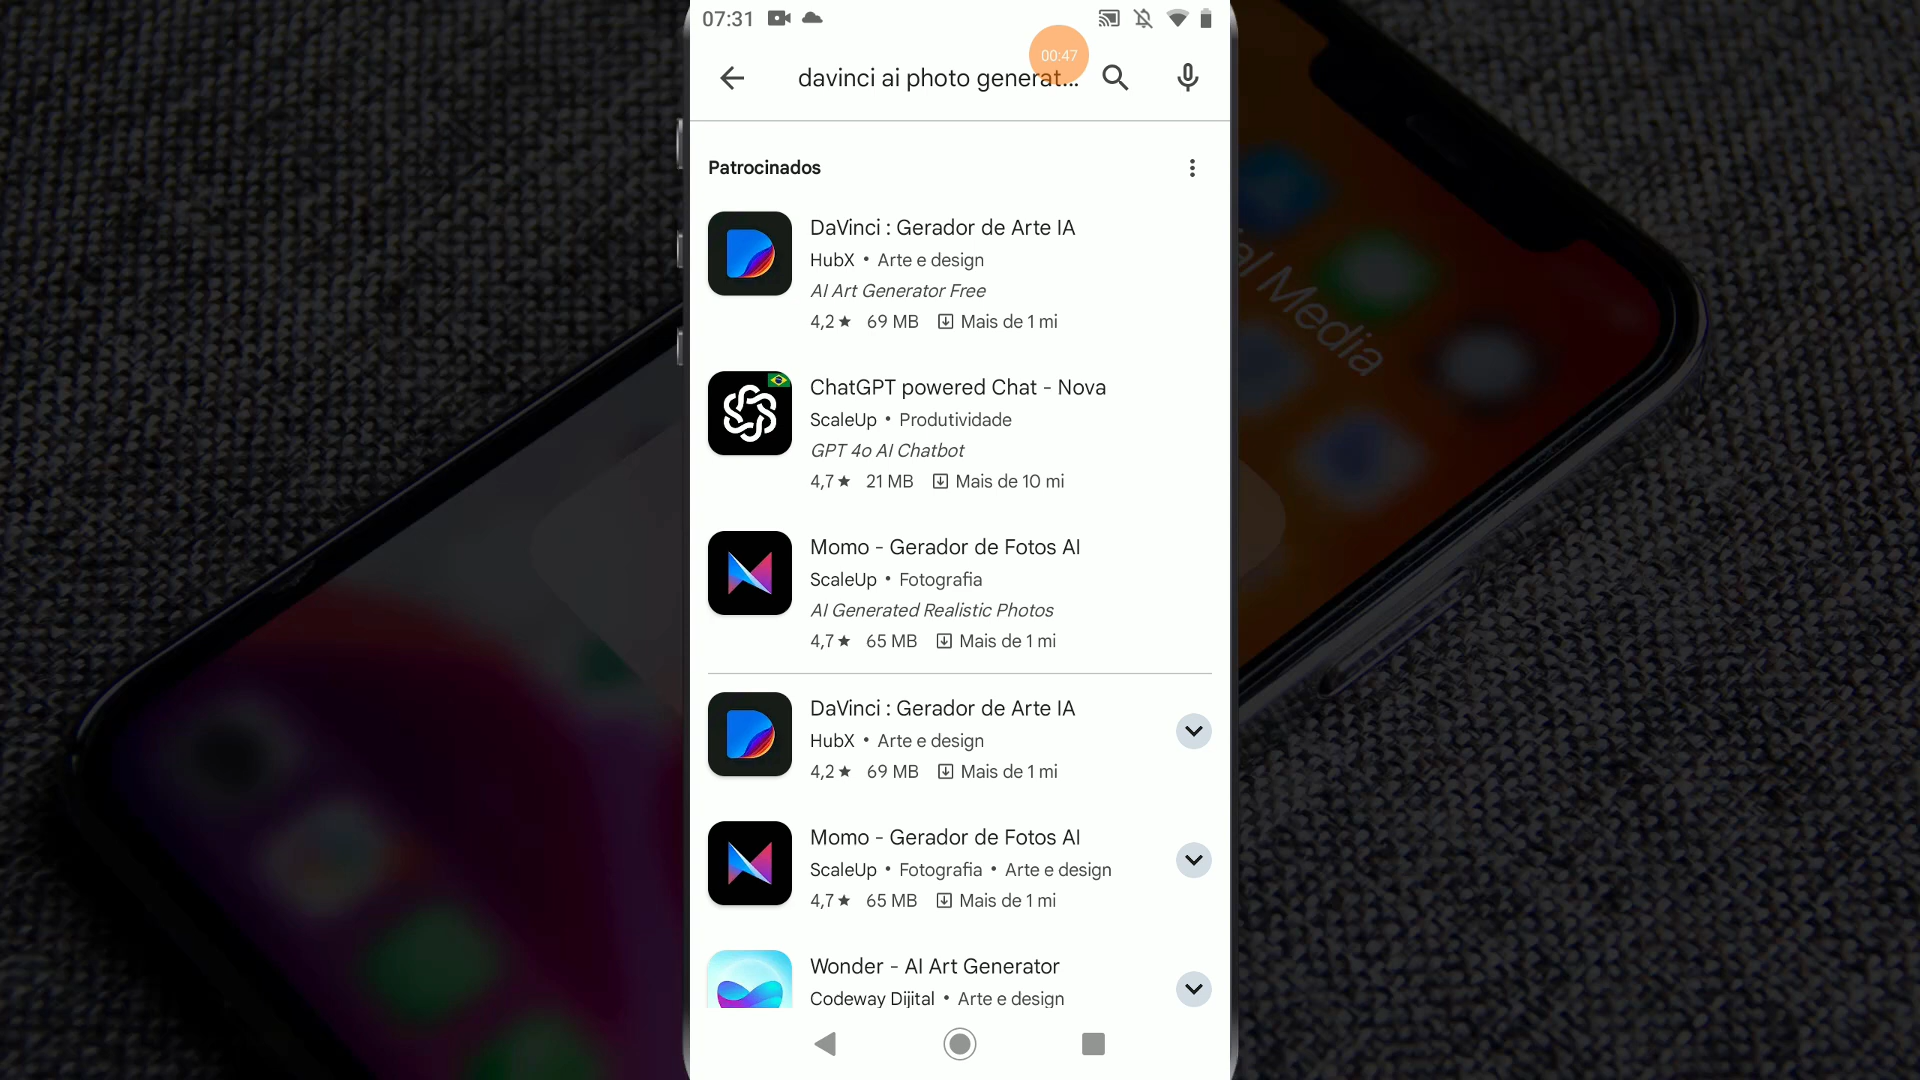 07:31
00:47
davinci ai photo generat...
Patrocinados
DaVinci : Gerador de Arte IA
HubX • Arte e design
AI Art Generator Free
4,2★ 69 MB Mais de 1 mi
ChatGPT powered Chat - Nova
ScaleUp • Produtividade
GPT 4o AI Chatbot
4,7★ 21 MB Mais de 10 mi
Momo - Gerador de Fotos AI
ScaleUp • Fotografia
AI Generated Realistic Photos
4,7★ 65 MB Mais de 1 mi
DaVinci : Gerador de Arte IA
HubX • Arte e design
4,2★ 69 MB Mais de 1 mi
Momo - Gerador de Fotos AI
ScaleUp • Fotografia • Arte e design
4,7★ 65 MB Mais de 1 mi
Wonder - AI Art Generator
Codeway Dijital • Arte e design
al Media